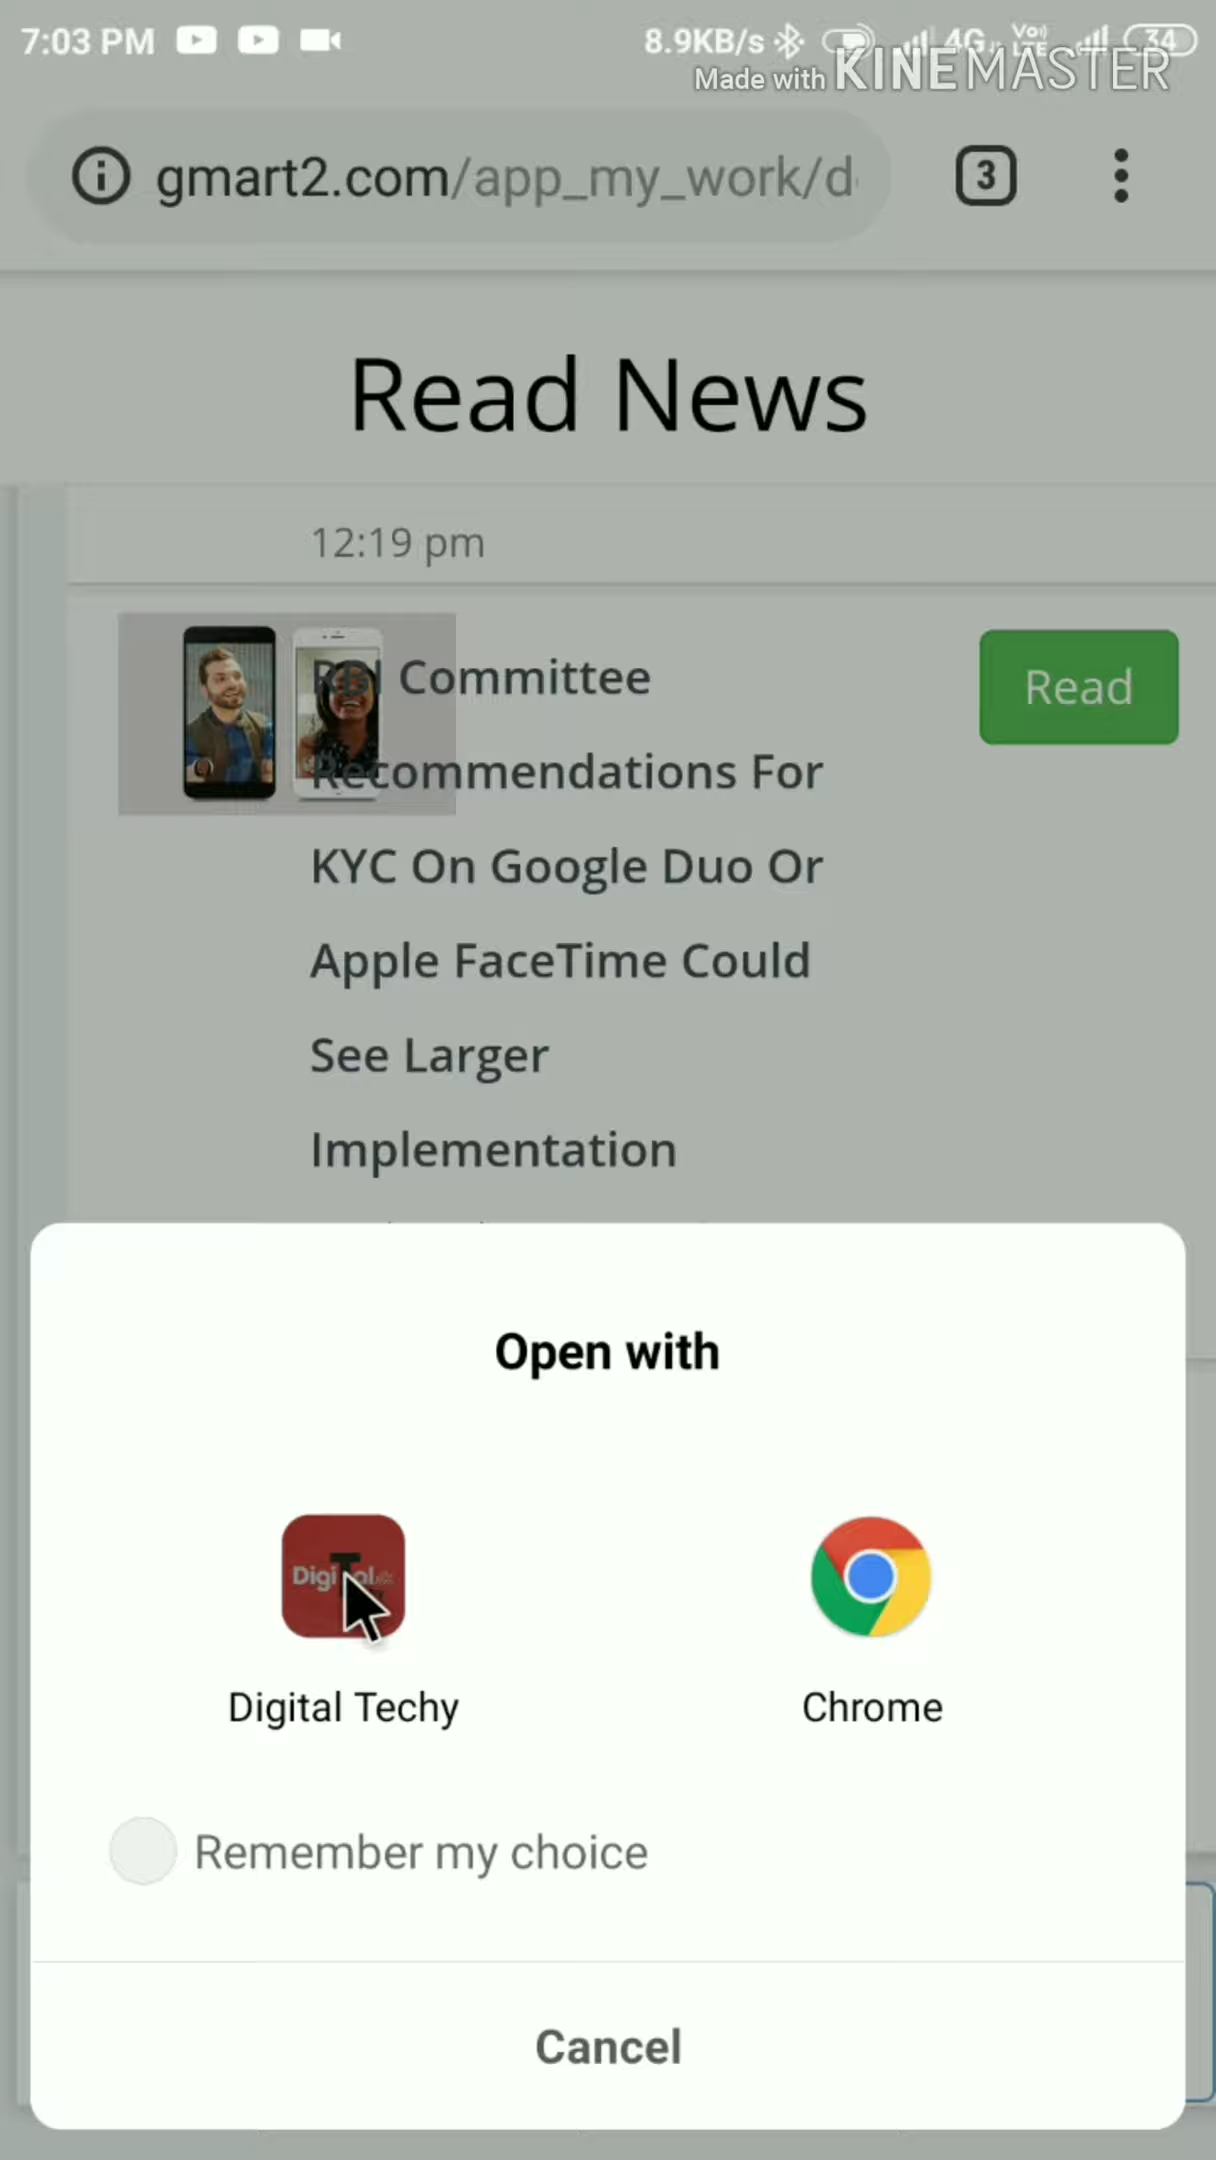 7:03 PM 8.9KB/s 4G Vo) LTE 34
Made with KINEMASTER
gmart2.com/app_my_work/d
3
Read News
12:19 pm
RBI Committee
Read
Recommendations For
KYC On Google Duo Or
Apple FaceTime Could
See Larger
Implementation
Open with
Digital Techy
Chrome
Remember my choice
Cancel